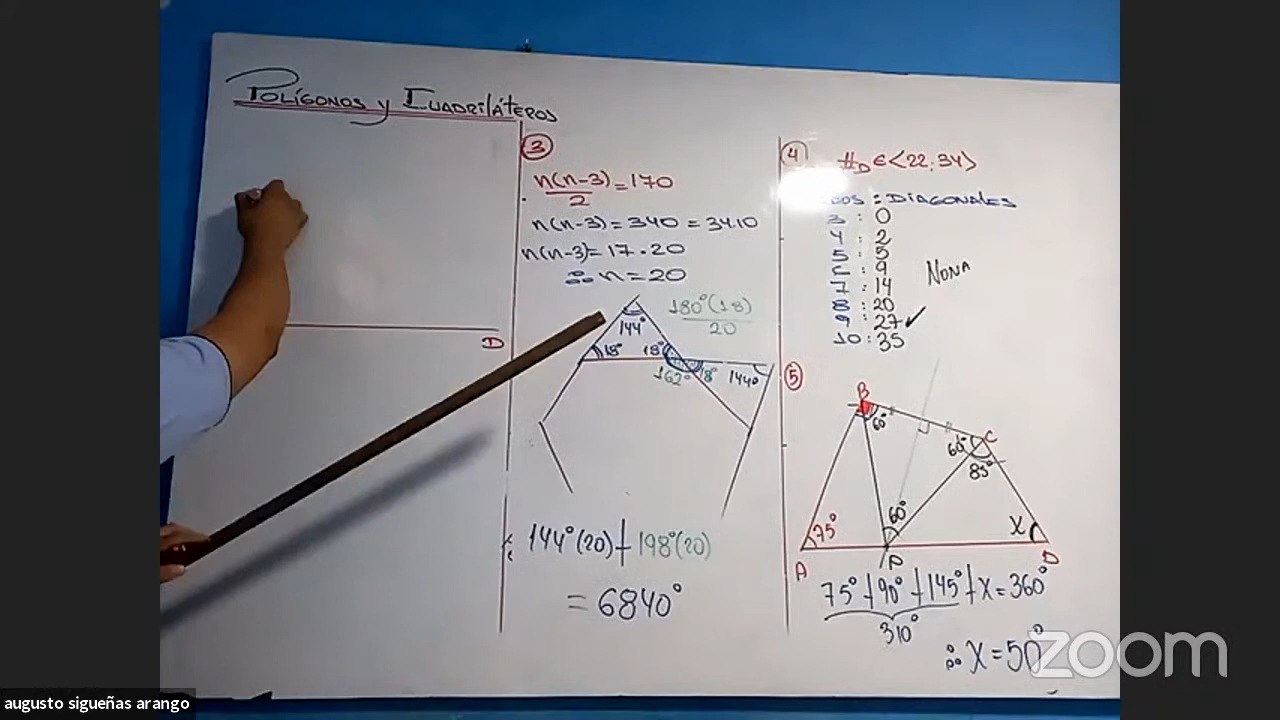 POLÍGONOS y CUADRILÁTEROS
D
3
n(n-3)/2 = 170
n(n-3) = 340 = 34.10
n(n-3) = 17.20
∴ n = 20
180°(18)/20
144°
18° 18°
162° 18° 144°
144°(20) + 198°(20)
= 6840°
4
#D ∈ <22;34>
: DIAGONALES
3 : 0
4 : 2
5 : 5
6 : 9
7 : 14
8 : 20
9 : 27 ✓
10 : 35
NONA
5
B
60°
C
60°
85°
75°
60°
X
A
P
D
75° + 90° + 145° + X = 360°
310°
∴ X = 50°
zoom
augusto sigueñas arango